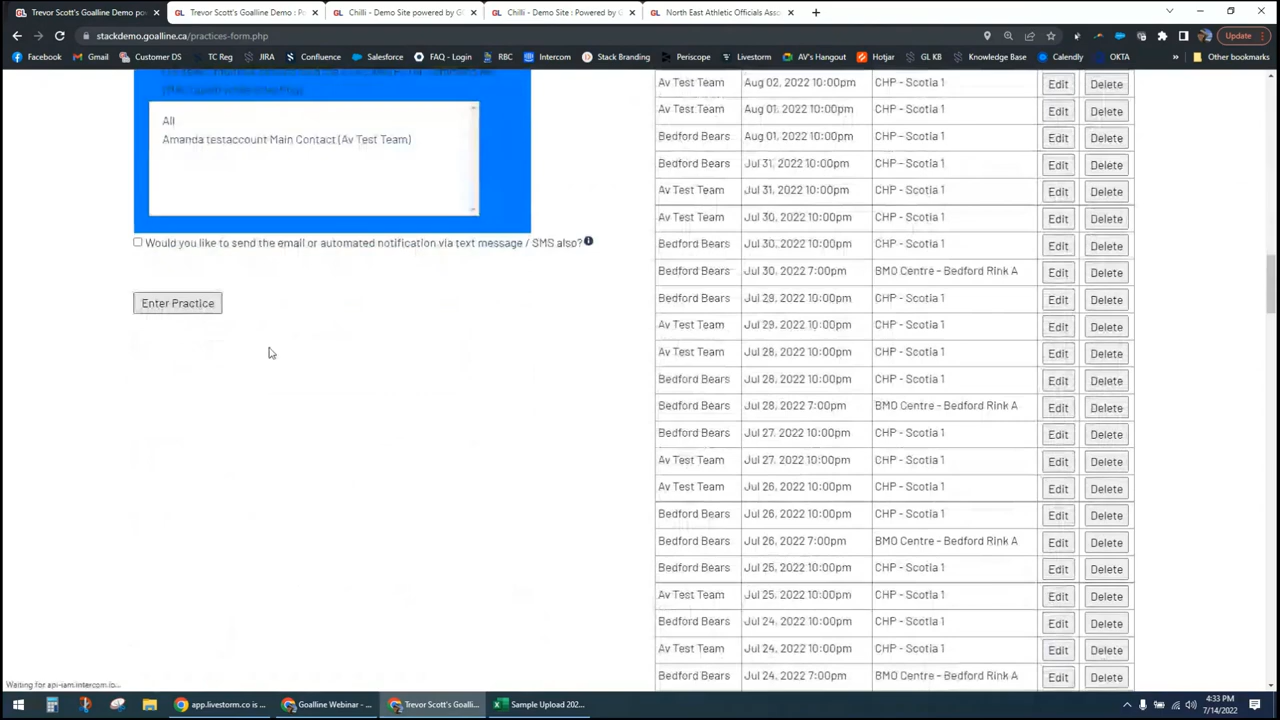 Trevor Scott's Goalline Demo pov
Trevor Scott's Goalline Demo : Po
Chilli - Demo Site powered by G
Chilli - Demo Site : Powered by G
North East Athletic Officials Asso
stackdemo.goalline.ca/practices-form.php
Update
Facebook Gmail Customers DS TC Reg JIRA Confluence FAQ - Login RBC Intercom StackSports Salesforce Periscope Livestorm AV's Hangout Hotjar GL KB Knowledge Base Calendly OKTA » Other bookmarks
All
Amanda testaccount Main Contact (Av Test Team)
Would you like to send the email or automated notification via text message / SMS also?
Enter Practice
Av Test Team Aug 02, 2022 10:00pm CHP - Scotia 1 Edit Delete
Av Test Team Aug 01, 2022 10:00pm CHP - Scotia 1 Edit Delete
Bedford Bears Aug 01, 2022 10:00pm CHP - Scotia 1 Edit Delete
Bedford Bears Jul 31, 2022 10:00pm CHP - Scotia 1 Edit Delete
Av Test Team Jul 31, 2022 10:00pm CHP - Scotia 1 Edit Delete
Av Test Team Jul 30, 2022 10:00pm CHP - Scotia 1 Edit Delete
Bedford Bears Jul 30, 2022 10:00pm CHP - Scotia 1 Edit Delete
Bedford Bears Jul 30, 2022 7:00pm BMO Centre - Bedford Rink A Edit Delete
Bedford Bears Jul 29, 2022 10:00pm CHP - Scotia 1 Edit Delete
Av Test Team Jul 29, 2022 10:00pm CHP - Scotia 1 Edit Delete
Av Test Team Jul 28, 2022 10:00pm CHP - Scotia 1 Edit Delete
Bedford Bears Jul 28, 2022 10:00pm CHP - Scotia 1 Edit Delete
Bedford Bears Jul 28, 2022 7:00pm BMO Centre - Bedford Rink A Edit Delete
Bedford Bears Jul 27, 2022 10:00pm CHP - Scotia 1 Edit Delete
Av Test Team Jul 27, 2022 10:00pm CHP - Scotia 1 Edit Delete
Av Test Team Jul 26, 2022 10:00pm CHP - Scotia 1 Edit Delete
Bedford Bears Jul 26, 2022 10:00pm CHP - Scotia 1 Edit Delete
Bedford Bears Jul 26, 2022 7:00pm BMO Centre - Bedford Rink A Edit Delete
Bedford Bears Jul 25, 2022 10:00pm CHP - Scotia 1 Edit Delete
Av Test Team Jul 25, 2022 10:00pm CHP - Scotia 1 Edit Delete
Bedford Bears Jul 24, 2022 10:00pm CHP - Scotia 1 Edit Delete
Av Test Team Jul 24, 2022 10:00pm CHP - Scotia 1 Edit Delete
Bedford Bears Jul 24, 2022 7:00pm BMO Centre - Bedford Rink A Edit Delete
Waiting for api-iam.intercom.io...
app.livestorm.co is ... Goalline Webinar - ... Trevor Scott's Goalli... Sample Upload 202...
4:33 PM
7/14/2022